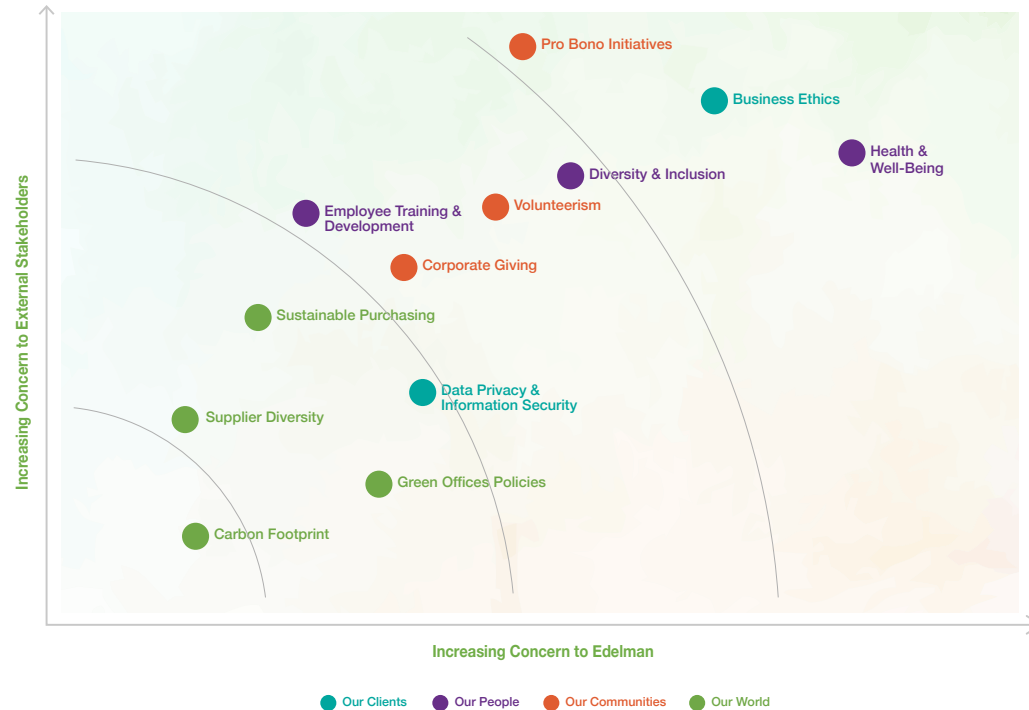 Pro Bono Initiatives
Business Ethics
Health &
Well-Being
Diversity & Inclusion
Volunteerism
Employee Training &
Development
Corporate Giving
Sustainable Purchasing
Data Privacy &
Information Security
Supplier Diversity
Green Offices Policies
Carbon Footprint
Increasing Concern to External Stakeholders
Increasing Concern to Edelman
Our Clients
Our People
Our Communities
Our World